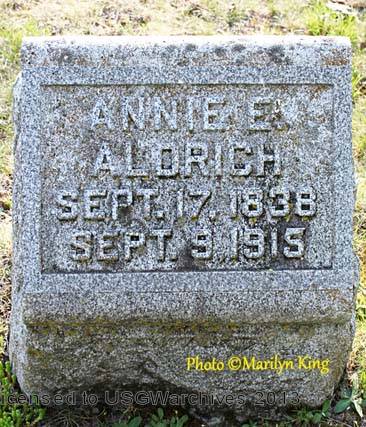 ANNIE E.
ALDRICH
SEPT. 17. 1838
SEPT. 9. 1915
Photo ©Marilyn King
icensed to USGWarchives 2013